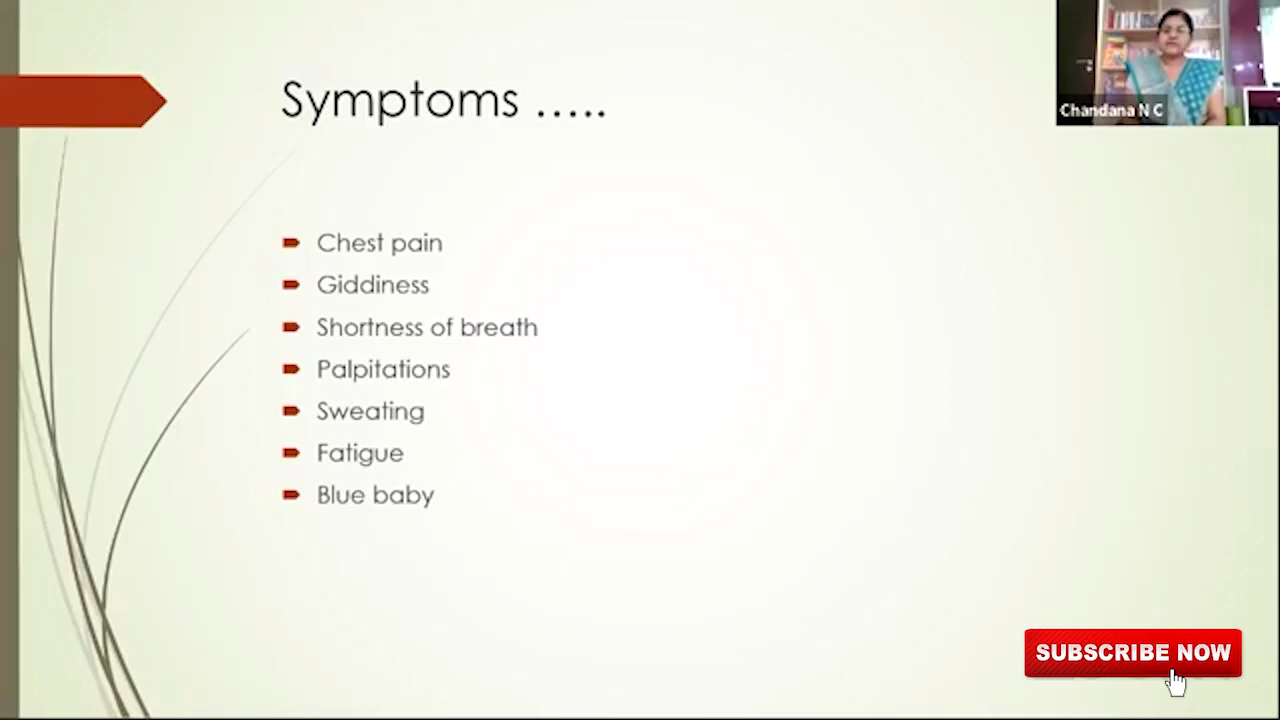 Symptoms …..
Chandana N C
Chest pain
Giddiness
Shortness of breath
Palpitations
Sweating
Fatigue
Blue baby
SUBSCRIBE NOW